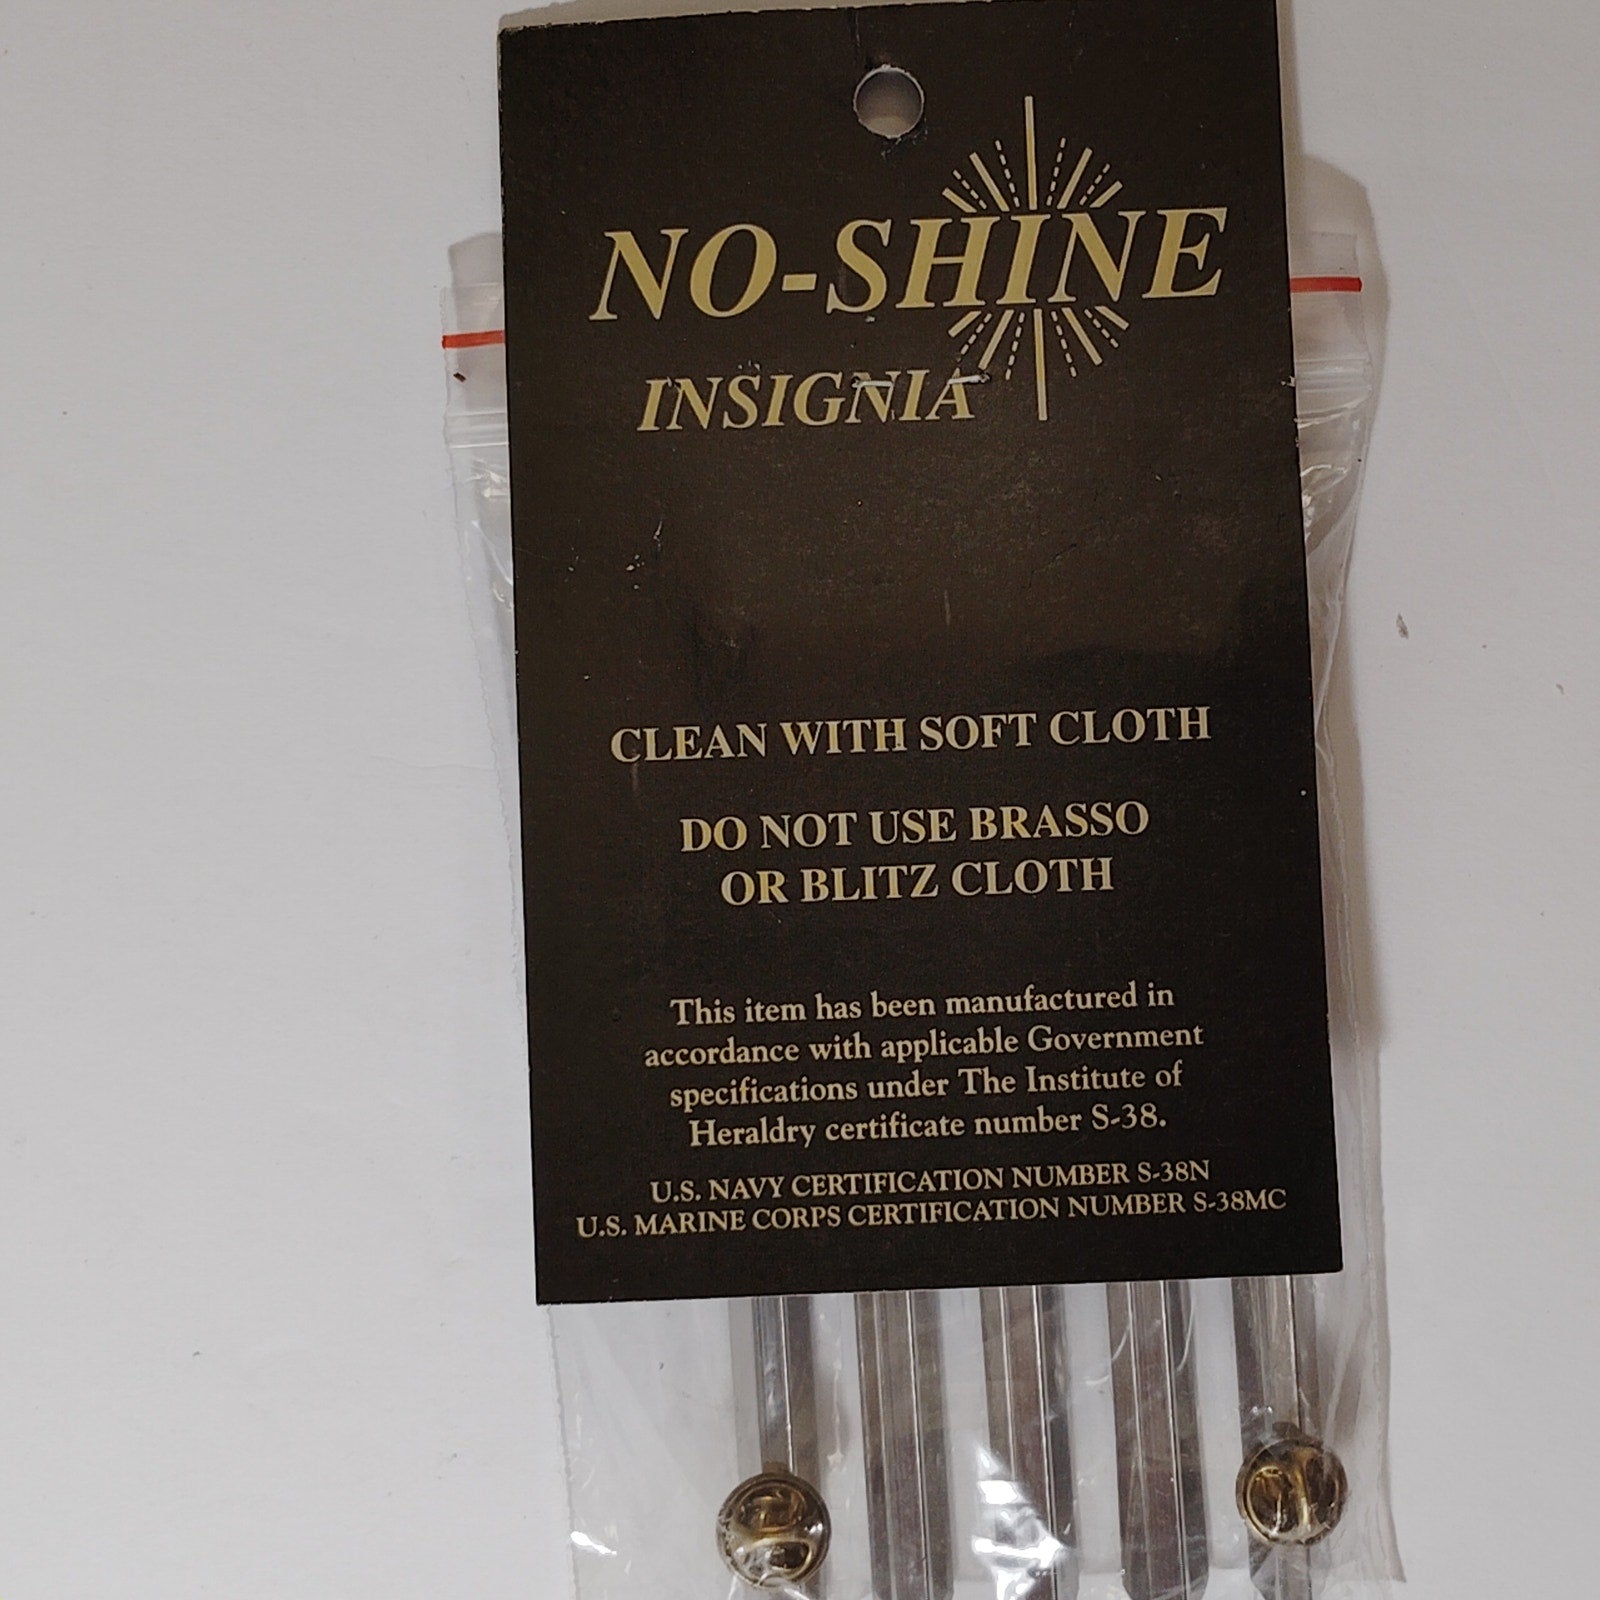 NO-SHINE
INSIGNIA
CLEAN WITH SOFT CLOTH
DO NOT USE BRASSO
OR BLITZ CLOTH
This item has been manufactured in
accordance with applicable Government
specifications under The Institute of
Heraldry certificate number S-38.
U.S. NAVY CERTIFICATION NUMBER S-38N
U.S. MARINE CORPS CERTIFICATION NUMBER S-38MC